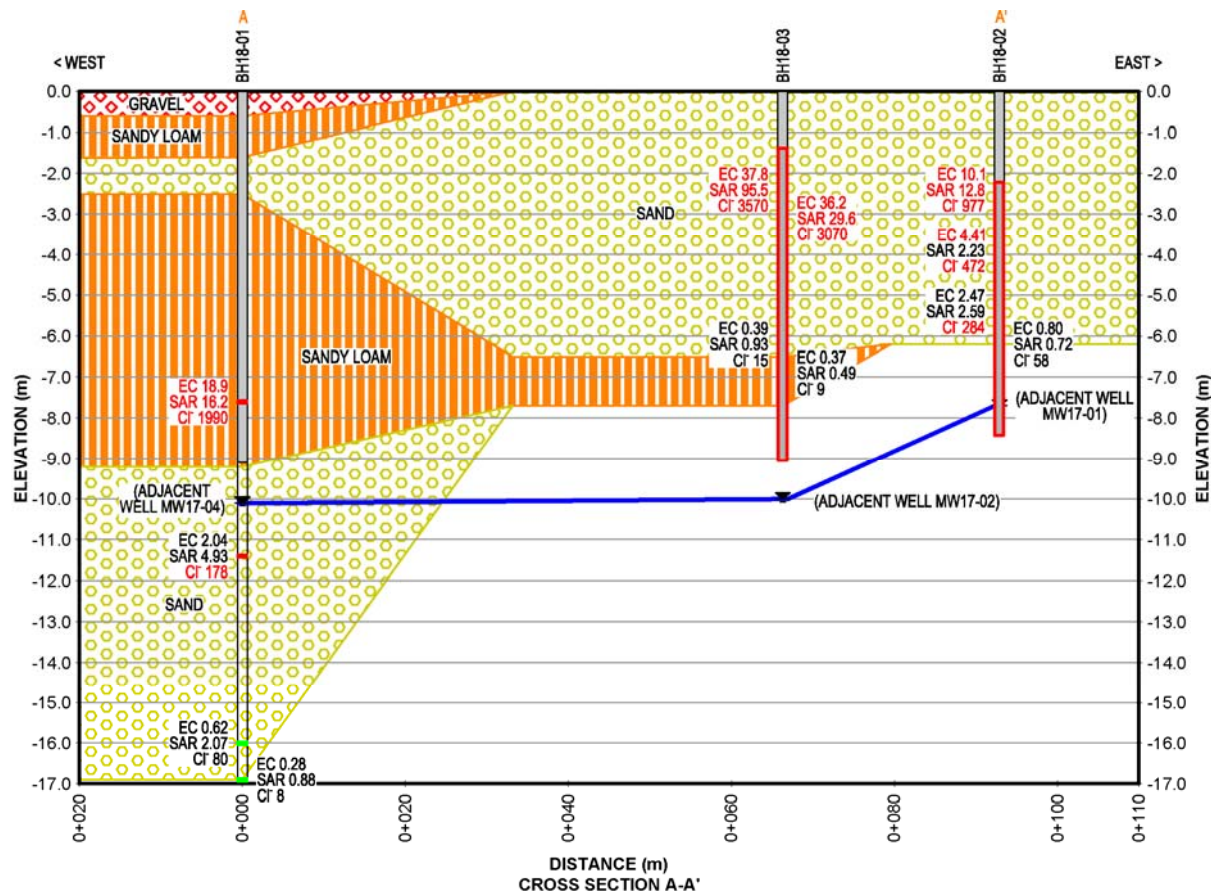 A
A'
BH18-01
BH18-03
BH18-02
< WEST
EAST >
0.0
-1.0
-2.0
-3.0
-4.0
-5.0
-6.0
-7.0
-8.0
-9.0
-10.0
-11.0
-12.0
-13.0
-14.0
-15.0
-16.0
-17.0
ELEVATION (m)
GRAVEL
SANDY LOAM
SANDY LOAM
EC 18.9
SAR 16.2
Cl⁻ 1990
(ADJACENT
WELL MW17-04)
EC 2.04
SAR 4.93
Cl⁻ 178
SAND
EC 0.62
SAR 2.07
Cl⁻ 80
EC 0.28
SAR 0.88
Cl⁻ 8
SAND
EC 37.8
SAR 95.5
Cl⁻ 3570
EC 36.2
SAR 29.6
Cl⁻ 3070
EC 0.39
SAR 0.93
Cl⁻ 15
EC 0.37
SAR 0.49
Cl⁻ 9
(ADJACENT WELL MW17-02)
EC 10.1
SAR 12.8
Cl⁻ 977
EC 4.41
SAR 2.23
Cl⁻ 472
EC 2.47
SAR 2.59
Cl⁻ 284
EC 0.80
SAR 0.72
Cl⁻ 58
(ADJACENT WELL
MW17-01)
0.0
-1.0
-2.0
-3.0
-4.0
-5.0
-6.0
-7.0
-8.0
-9.0
-10.0
-11.0
-12.0
-13.0
-14.0
-15.0
-16.0
-17.0
ELEVATION (m)
0+020
0+000
0+020
0+040
0+060
0+080
0+100
0+110
DISTANCE (m)
CROSS SECTION A-A'